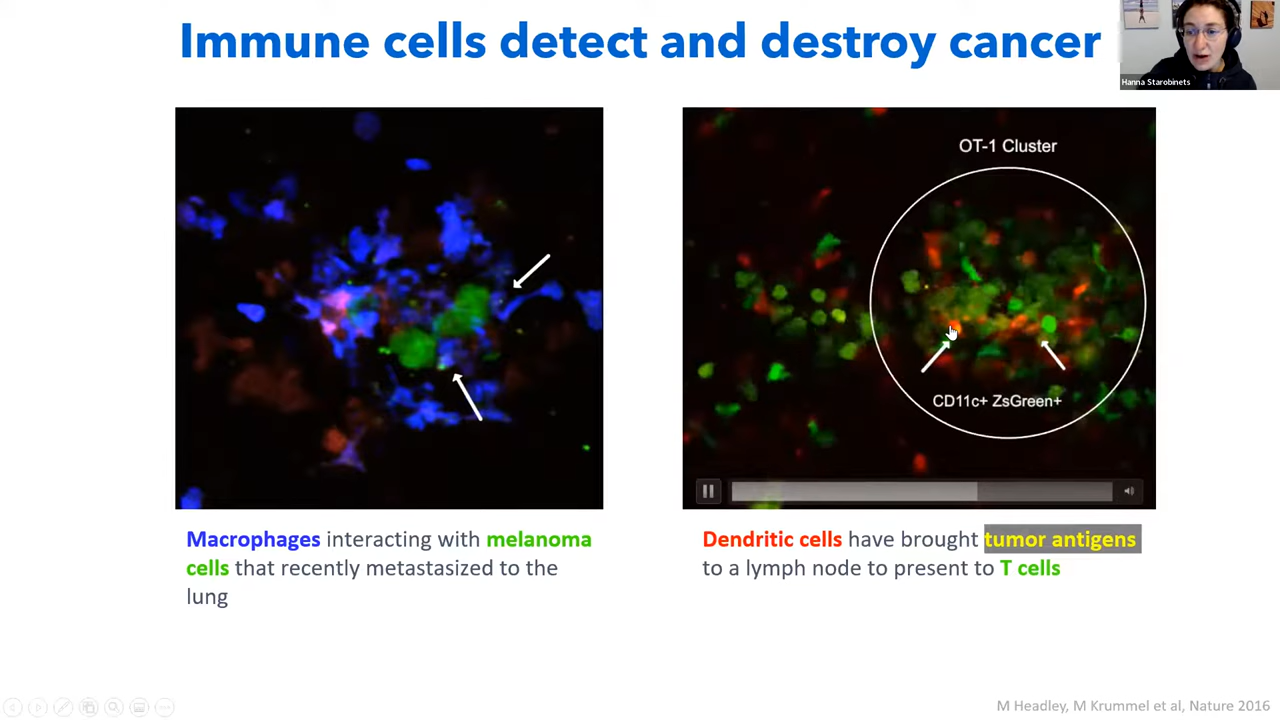 Immune cells detect and destroy cancer
Hanna Starobinets
OT-1 Cluster
CD11c+ ZsGreen+
Macrophages interacting with melanoma
cells that recently metastasized to the
lung
Dendritic cells have brought tumor antigens
to a lymph node to present to T cells
M Headley, M Krummel et al, Nature 2016